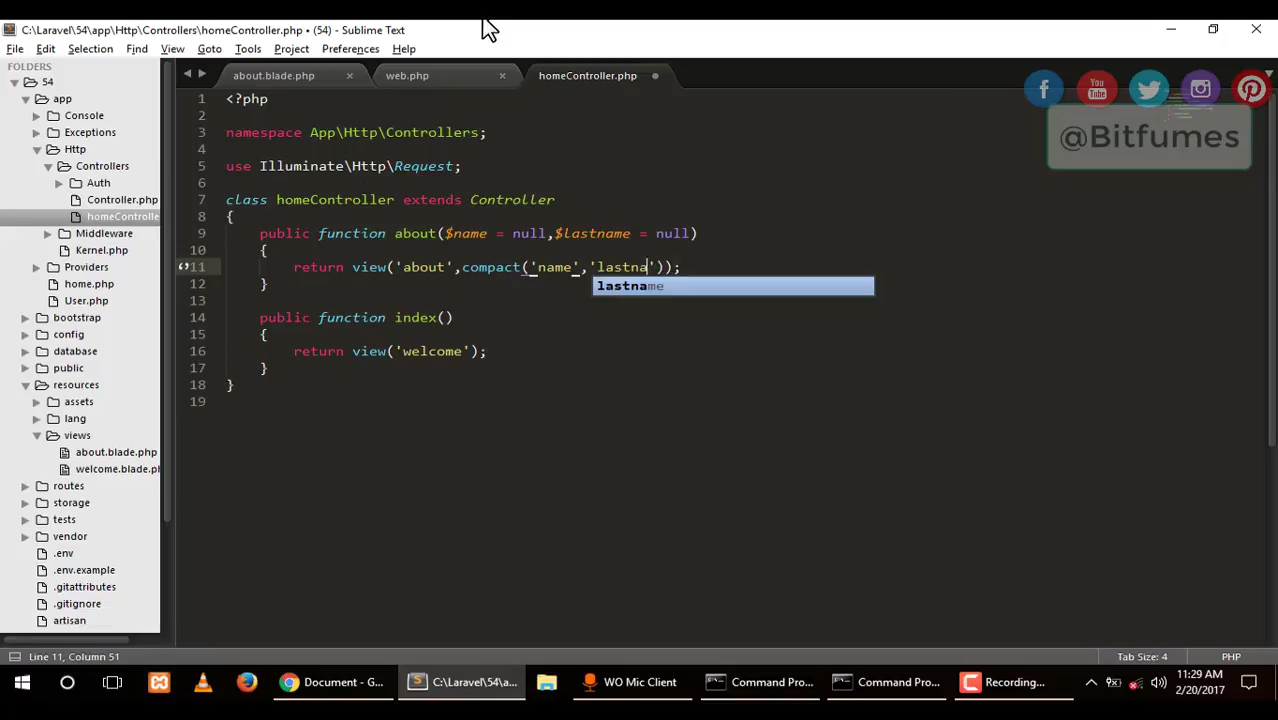 C:\Laravel\54\app\Http\Controllers\homeController.php • (54) - Sublime Text
File Edit Selection Find View Goto Tools Project Preferences Help
FOLDERS
54
app
Console
Exceptions
Http
Controllers
Auth
Controller.php
homeControlle
Middleware
Kernel.php
Providers
home.php
User.php
bootstrap
config
database
public
resources
assets
lang
views
about.blade.php
welcome.blade.ph
routes
storage
tests
vendor
.env
.env.example
.gitattributes
.gitignore
artisan
about.blade.php web.php homeController.php
@Bitfumes
1 <?php
2
3 namespace App\Http\Controllers;
4
5 use Illuminate\Http\Request;
6
7 class homeController extends Controller
8 {
9 public function about($name = null,$lastname = null)
10 {
11 return view('about',compact('name','lastna'));
lastname
12 }
13
14 public function index()
15 {
16 return view('welcome');
17 }
18 }
19
Line 11, Column 51 Tab Size: 4 PHP
Document - G... C:\Laravel\54\a... WO Mic Client Command Pro... Command Pro... Recording... 11:29 AM
2/20/2017